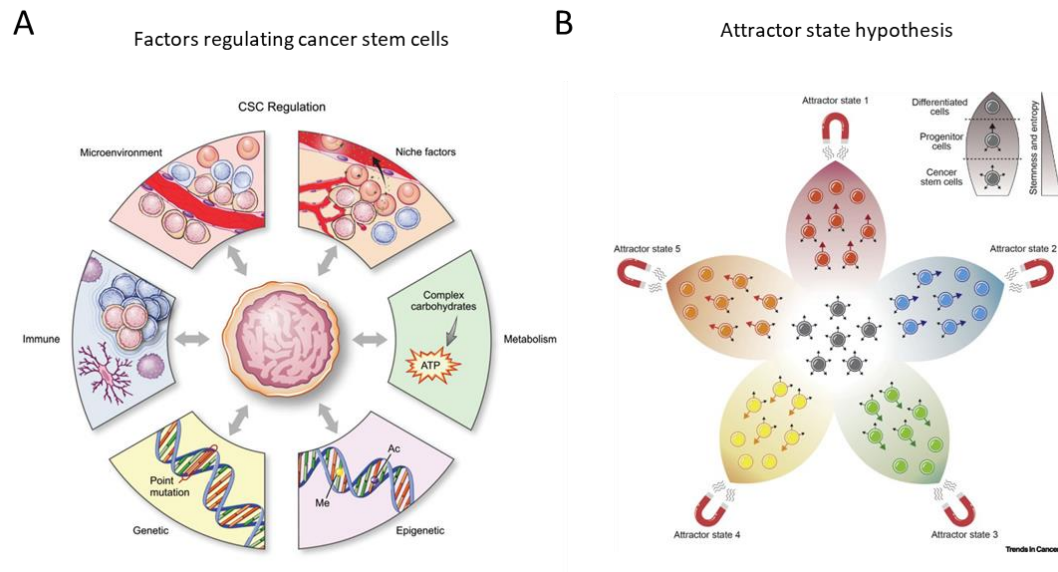 A
Factors regulating cancer stem cells
CSC Regulation
Microenvironment
Niche factors
Immune
Complex
carbohydrates
ATP
Metabolism
Point
mutation
Genetic
Ac
Me
Epigenetic
B
Attractor state hypothesis
Attractor state 1
Differentiated
cells
Progenitor
cells
Cencer
stem cells
Stemness and entropy
Attractor state 5
Attractor state 2
Attractor state 4
Attractor state 3
Trends in Cancer